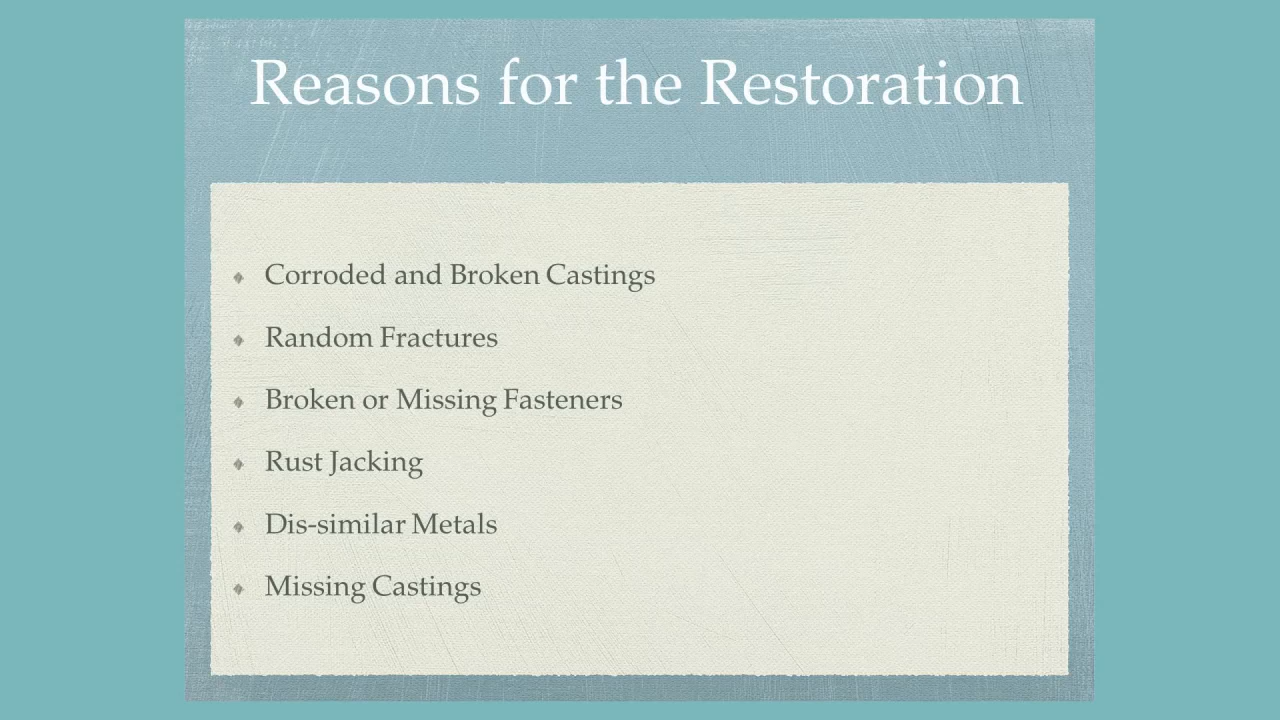 Reasons for the Restoration
Corroded and Broken Castings
Random Fractures
Broken or Missing Fasteners
Rust Jacking
Dis-similar Metals
Missing Castings